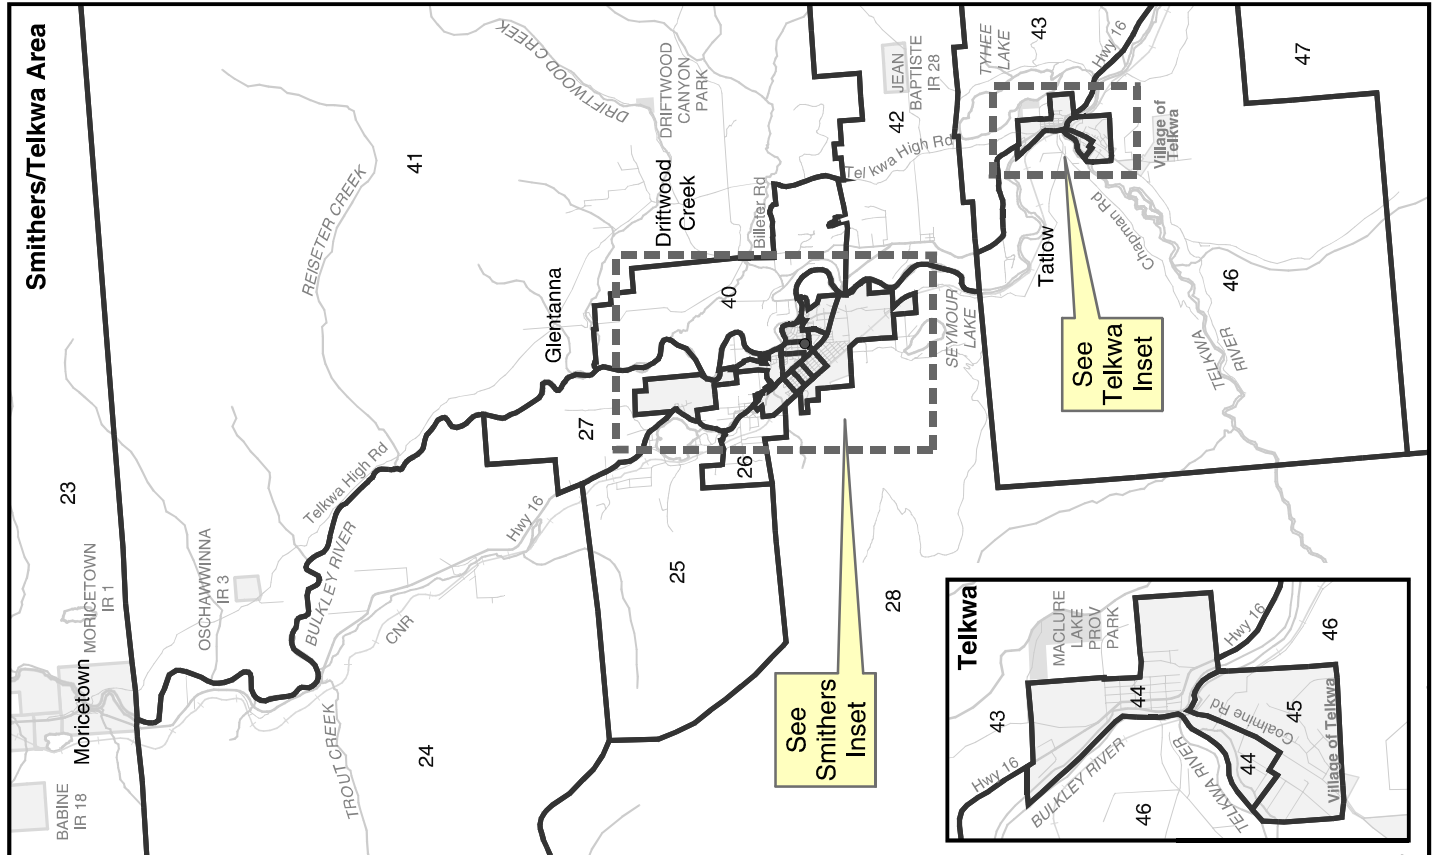 Smithers/Telkwa Area
23
41
REISETER CREEK
DRIFTWOOD CREEK
DRIFTWOOD
CANYON
PARK
Driftwood
Creek
Billeter Rd
Glentanna
40
42
JEAN
BAPTISTE
IR 28
Telkwa High Rd
TYHEE
LAKE
43
Hwy 16
47
Village of
Telkwa
Chapman Rd
Tatlow
46
TELKWA
RIVER
SEYMOUR
LAKE
See
Telkwa
Inset
27
26
25
28
24
Telkwa High Rd
BULKLEY RIVER
Hwy 16
CNR
TROUT CREEK
OSCHAWWINNA
IR 3
MORICETOWN
IR 1
Moricetown
BABINE
IR 18
See
Smithers
Inset
Telkwa
MACLURE
LAKE
PROV
PARK
Hwy 16
46
43
44
Coalmine Rd
45
Village of Telkwa
44
Hwy 16
BULKLEY RIVER
TELKWA RIVER
TELKWA
46